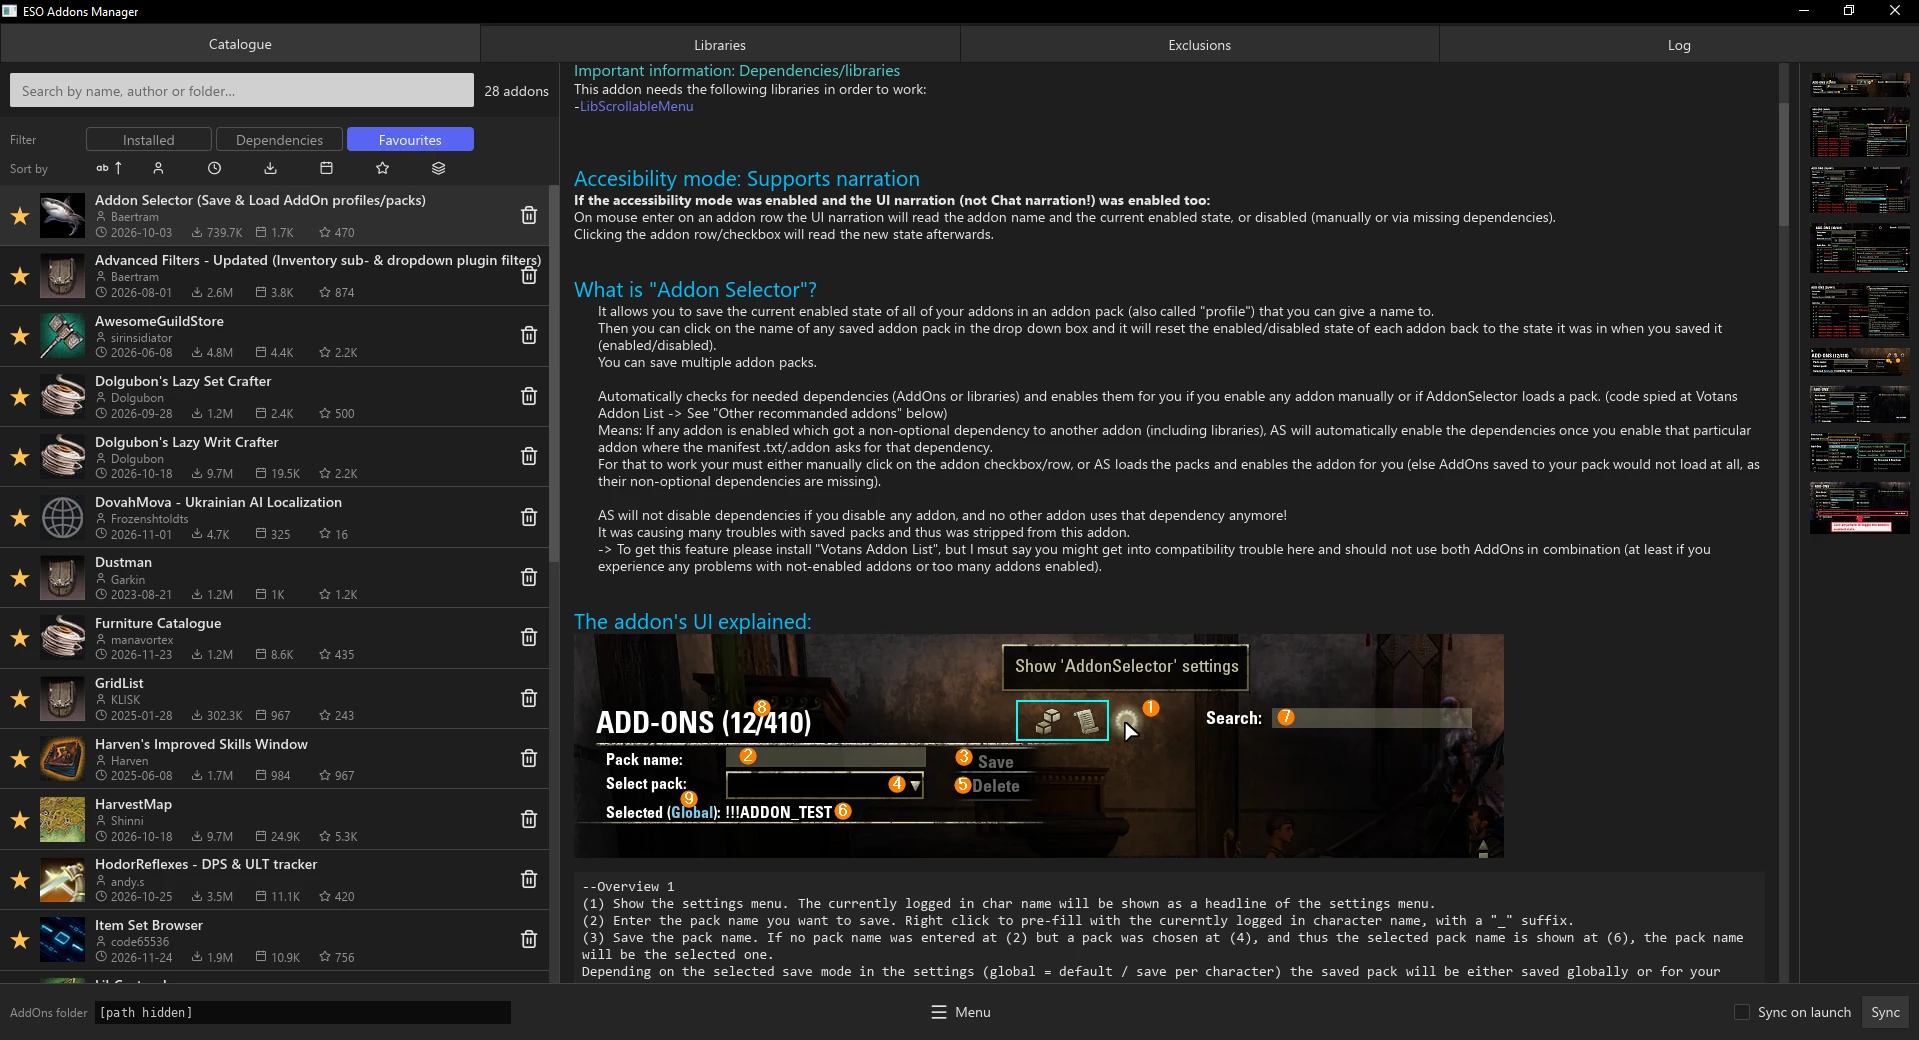 ESO Addons Manager
Catalogue
Libraries
Exclusions
Log
Search by name, author or folder...
28 addons
Filter
Installed
Dependencies
Favourites
Sort by
ab
Addon Selector (Save & Load AddOn profiles/packs)
Baertram
2026-10-03 739.7K 1.7K 470
Advanced Filters - Updated (Inventory sub- & dropdown plugin filters)
Baertram
2026-08-01 2.6M 3.8K 874
AwesomeGuildStore
sirinsidiator
2026-06-08 4.8M 4.4K 2.2K
Dolgubon's Lazy Set Crafter
Dolgubon
2026-09-28 1.2M 2.4K 500
Dolgubon's Lazy Writ Crafter
Dolgubon
2026-10-18 9.7M 19.5K 2.2K
DovahMova - Ukrainian AI Localization
Frozenshtoldts
2026-11-01 4.7K 325 16
Dustman
Garkin
2023-08-21 1.2M 1K 1.2K
Furniture Catalogue
manavortex
2026-11-23 1.2M 8.6K 435
GridList
KLISK
2025-01-28 302.3K 967 243
Harven's Improved Skills Window
Harven
2025-06-08 1.7M 984 967
HarvestMap
Shinni
2026-10-18 9.7M 24.9K 5.3K
HodorReflexes - DPS & ULT tracker
andy.s
2026-10-25 3.5M 11.1K 420
Item Set Browser
code65536
2026-11-24 1.9M 10.9K 756
Important information: Dependencies/libraries
This addon needs the following libraries in order to work:
-LibScrollableMenu
Accesibility mode: Supports narration
If the accessibility mode was enabled and the UI narration (not Chat narration!) was enabled too:
On mouse enter on an addon row the UI narration will read the addon name and the current enabled state, or disabled (manually or via missing dependencies).
Clicking the addon row/checkbox will read the new state afterwards.
What is "Addon Selector"?
It allows you to save the current enabled state of all of your addons in an addon pack (also called "profile") that you can give a name to.
Then you can click on the name of any saved addon pack in the drop down box and it will reset the enabled/disabled state of each addon back to the state it was in when you saved it
(enabled/disabled).
You can save multiple addon packs.
Automatically checks for needed dependencies (AddOns or libraries) and enables them for you if you enable any addon manually or if AddonSelector loads a pack. (code spied at Votans
Addon List -> See "Other recommanded addons" below)
Means: If any addon is enabled which got a non-optional dependency to another addon (including libraries), AS will automatically enable the dependencies once you enable that particular
addon where the manifest .txt/.addon asks for that dependency.
For that to work your must either manually click on the addon checkbox/row, or AS loads the packs and enables the addon for you (else AddOns saved to your pack would not load at all, as
their non-optional dependencies are missing).
AS will not disable dependencies if you disable any addon, and no other addon uses that dependency anymore!
It was causing many troubles with saved packs and thus was stripped from this addon.
-> To get this feature please install "Votans Addon List", but I msut say you might get into compatibility trouble here and should not use both AddOns in combination (at least if you
experience any problems with not-enabled addons or too many addons enabled).
The addon's UI explained:
Show 'AddonSelector' settings
ADD-ONS (12/410) 8
1
Search: 7
Pack name: 2
3 Save
Select pack: 4
5 Delete
9
Selected (Global): !!!ADDON_TEST 6
--Overview 1
(1) Show the settings menu. The currently logged in char name will be shown as a headline of the settings menu.
(2) Enter the pack name you want to save. Right click to pre-fill with the curerntly logged in character name, with a "_" suffix.
(3) Save the pack name. If no pack name was entered at (2) but a pack was chosen at (4), and thus the selected pack name is shown at (6), the pack name
will be the selected one.
Depending on the selected save mode in the settings (global = default / save per character) the saved pack will be either saved globally or for your
AddOns folder
[path hidden]
Menu
Sync on launch
Sync